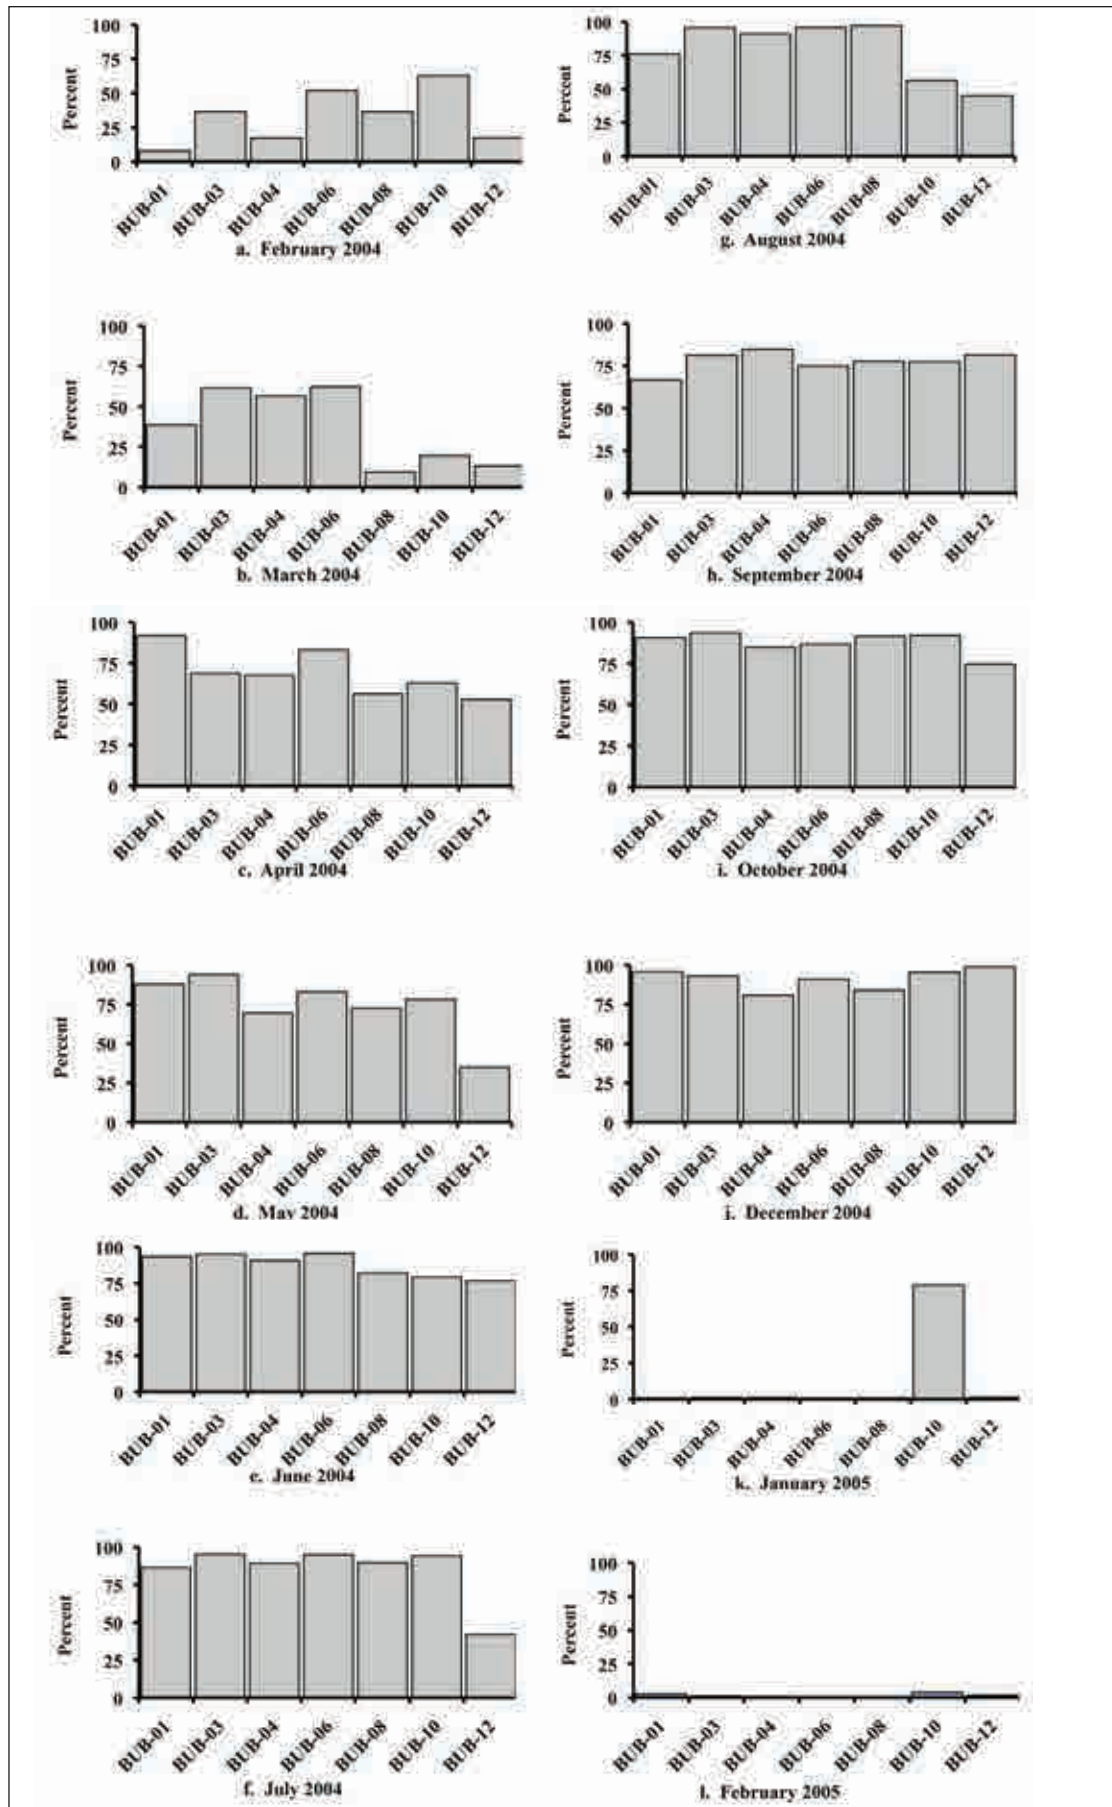 100
75
50
25
0
Percent
BUB-01 BUB-03 BUB-04 BUB-06 BUB-08 BUB-10 BUB-12
a. February 2004
100
75
50
25
0
Percent
BUB-01 BUB-03 BUB-04 BUB-06 BUB-08 BUB-10 BUB-12
b. March 2004
100
75
50
25
0
Percent
BUB-01 BUB-03 BUB-04 BUB-06 BUB-08 BUB-10 BUB-12
c. April 2004
100
75
50
25
0
Percent
BUB-01 BUB-03 BUB-04 BUB-06 BUB-08 BUB-10 BUB-12
d. May 2004
100
75
50
25
0
Percent
BUB-01 BUB-03 BUB-04 BUB-06 BUB-08 BUB-10 BUB-12
e. June 2004
100
75
50
25
0
Percent
BUB-01 BUB-03 BUB-04 BUB-06 BUB-08 BUB-10 BUB-12
f. July 2004
100
75
50
25
0
Percent
BUB-01 BUB-03 BUB-04 BUB-06 BUB-08 BUB-10 BUB-12
g. August 2004
100
75
50
25
0
Percent
BUB-01 BUB-03 BUB-04 BUB-06 BUB-08 BUB-10 BUB-12
h. September 2004
100
75
50
25
0
Percent
BUB-01 BUB-03 BUB-04 BUB-06 BUB-08 BUB-10 BUB-12
i. October 2004
100
75
50
25
0
Percent
BUB-01 BUB-03 BUB-04 BUB-06 BUB-08 BUB-10 BUB-12
j. December 2004
100
75
50
25
0
Percent
BUB-01 BUB-03 BUB-04 BUB-06 BUB-08 BUB-10 BUB-12
k. January 2005
100
75
50
25
0
Percent
BUB-01 BUB-03 BUB-04 BUB-06 BUB-08 BUB-10 BUB-12
l. February 2005